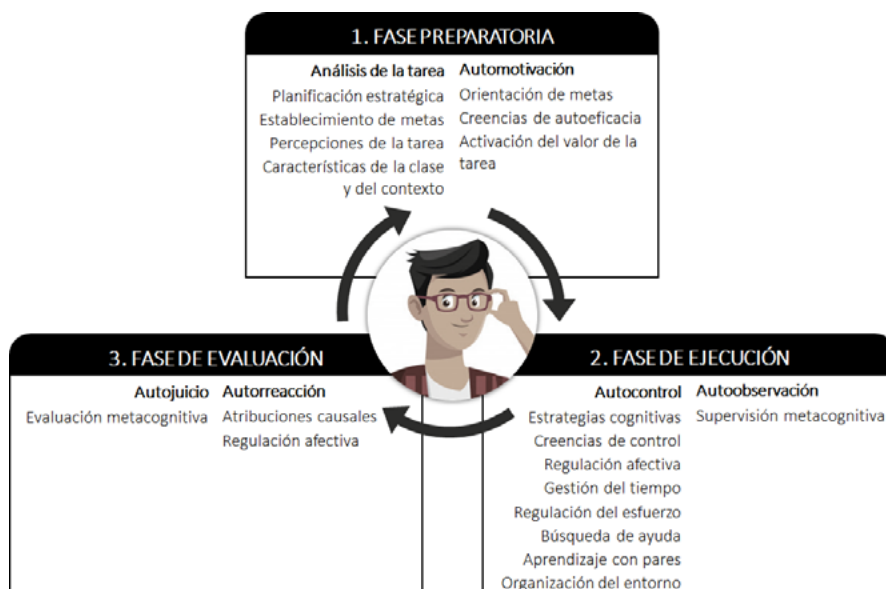 1. FASE PREPARATORIA
Análisis de la tarea
Planificación estratégica
Establecimiento de metas
Percepciones de la tarea
Características de la clase
y del contexto
Automotivación
Orientación de metas
Creencias de autoeficacia
Activación del valor de la
tarea
2. FASE DE EJECUCIÓN
Autocontrol
Estrategias cognitivas
Creencias de control
Regulación afectiva
Gestión del tiempo
Regulación del esfuerzo
Búsqueda de ayuda
Aprendizaje con pares
Organización del entorno
Autoobservación
Supervisión metacognitiva
3. FASE DE EVALUACIÓN
Autojuicio
Evaluación metacognitiva
Autorreacción
Atribuciones causales
Regulación afectiva